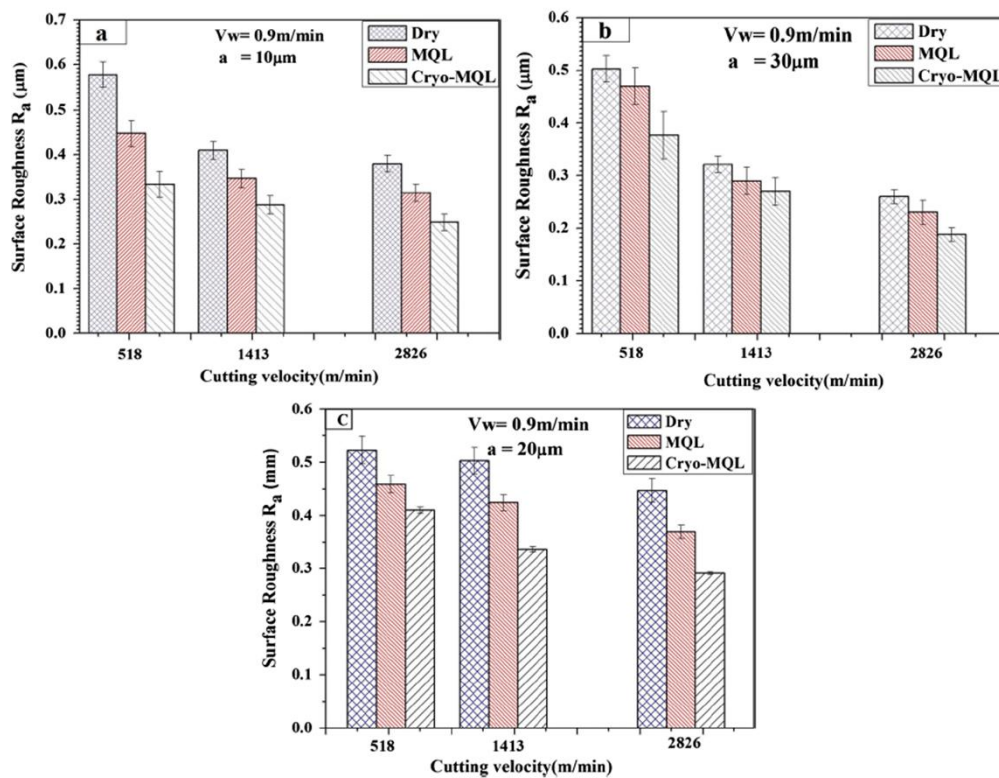 a
Vw= 0.9m/min
a = 10μm
Dry
MQL
Cryo-MQL
Surface Roughness Ra (μm)
0.7
0.6
0.5
0.4
0.3
0.2
0.1
0.0
518 1413 2826
Cutting velocity(m/min)
b
Vw= 0.9m/min
a = 30μm
Dry
MQL
Cryo-MQL
Surface Roughness Ra (μm)
0.6
0.5
0.4
0.3
0.2
0.1
0.0
518 1413 2826
Cutting velocity(m/min)
C
Vw= 0.9m/min
a = 20μm
Dry
MQL
Cryo-MQL
Surface Roughness Ra (mm)
0.6
0.5
0.4
0.3
0.2
0.1
0.0
518 1413 2826
Cutting velocity(m/min)